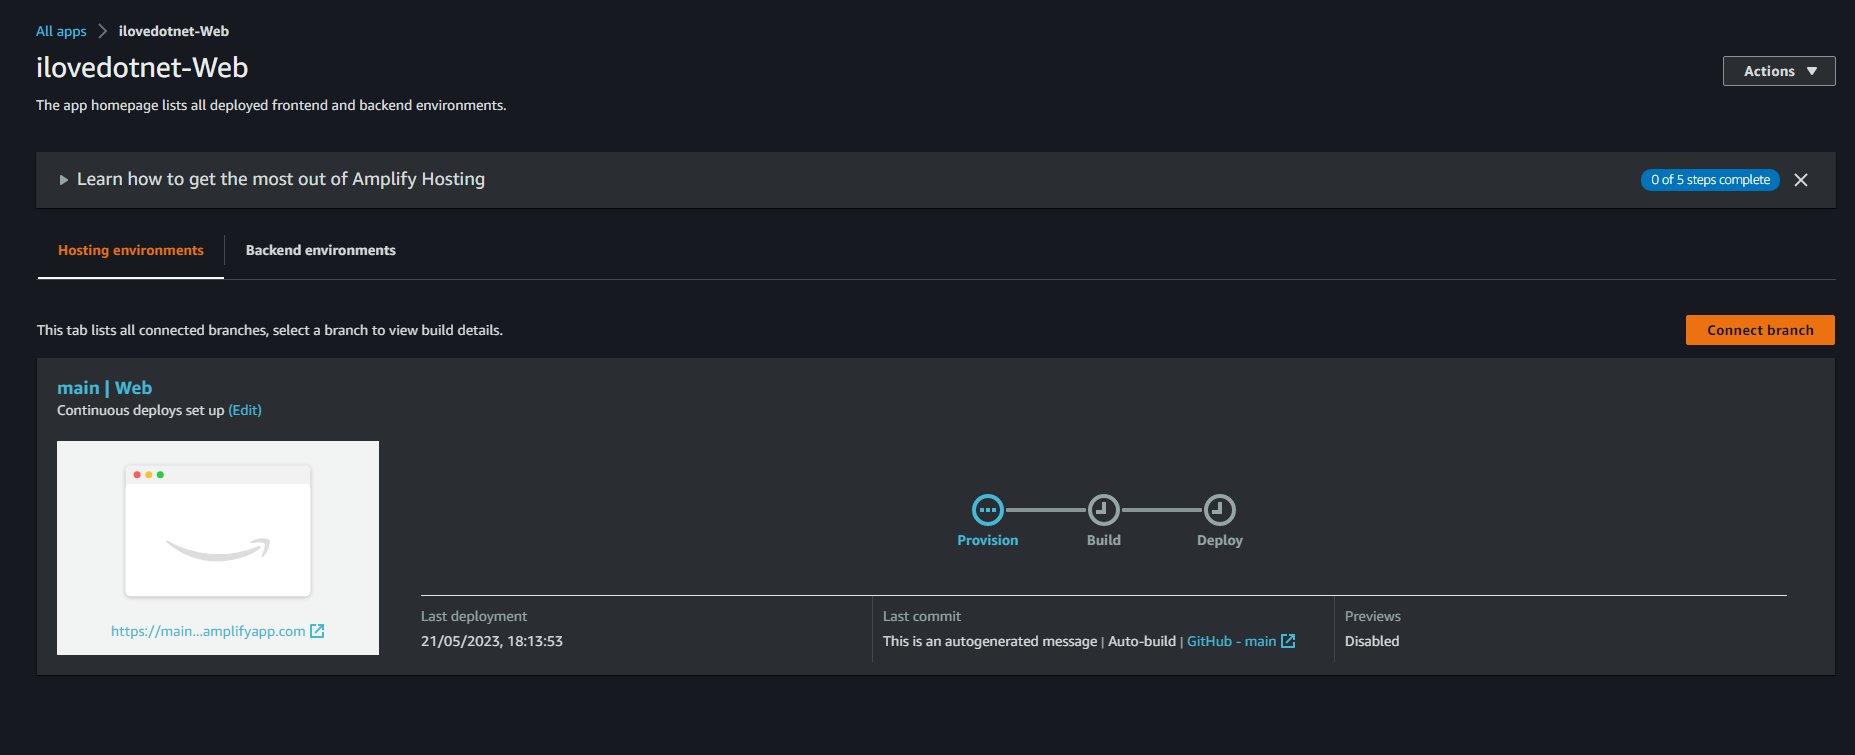 All apps > ilovedotnet-Web
ilovedotnet-Web
Actions ▼
The app homepage lists all deployed frontend and backend environments.
Learn how to get the most out of Amplify Hosting
0 of 5 steps complete
Hosting environments
Backend environments
This tab lists all connected branches, select a branch to view build details.
Connect branch
main | Web
Continuous deploys set up (Edit)
https://main...amplifyapp.com
Provision
Build
Deploy
Last deployment
21/05/2023, 18:13:53
Last commit
This is an autogenerated message | Auto-build | GitHub - main
Previews
Disabled